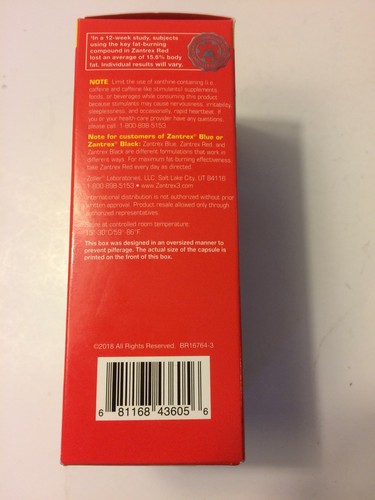 ¹In a 12-week study, subjects
using the key fat-burning
compound in Zantrex Red
lost an average of 15.6% body
fat. Individual results will vary.
NOTE: Limit the use of xanthine-containing (i.e.
caffeine and caffeine-like stimulants) supplements,
foods, or beverages while consuming this product
because stimulants may cause nervousness, irritability,
sleeplessness, and, occasionally, rapid heartbeat. If
you or your health care provider have any questions,
please call: 1-800-898-5153.
Note for customers of Zantrex® Blue or
Zantrex® Black: Zantrex Blue, Zantrex Red, and
Zantrex Black are different formulations that work in
different ways. For maximum fat-burning effectiveness,
take Zantrex Red every day as directed.
Zoller® Laboratories, LLC, Salt Lake City, UT 84116
1-800-898-5153 • www.Zantrex3.com
International distribution is not authorized without prior
written approval. Product resale allowed only through
authorized representatives.
Store at controlled room temperature:
15°-30°C/59°-86°F
This box was designed in an oversized manner to
prevent pilferage. The actual size of the capsule is
printed on the front of this box.
©2018 All Rights Reserved. BR16764-3
6 81168 43605 6